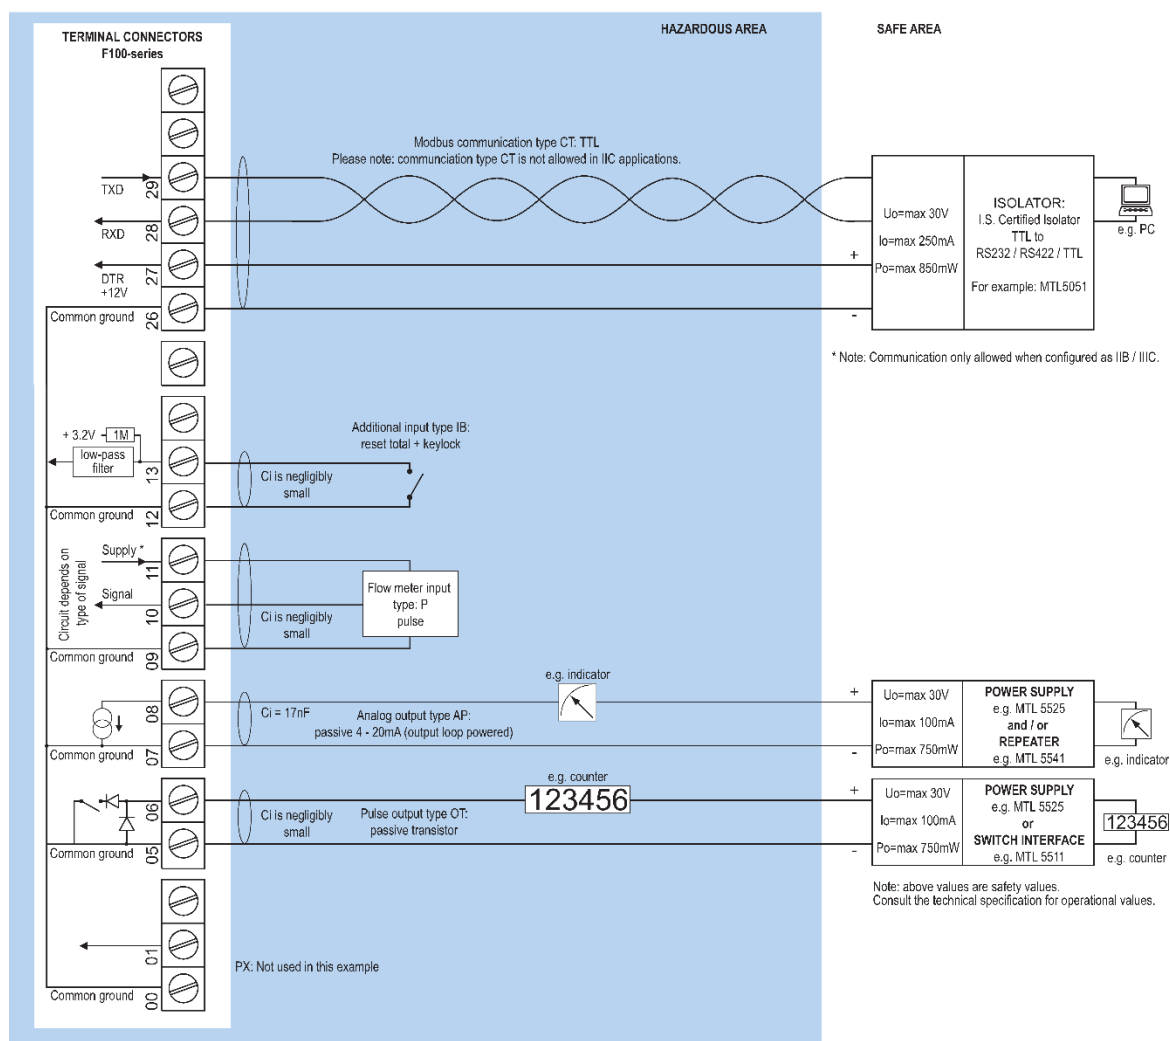 TERMINAL CONNECTORS
F100-series
HAZARDOUS AREA
SAFE AREA
Modbus communication type CT: TTL
Please note: communciation type CT is not allowed in IIC applications.
TXD
29
RXD
28
DTR
+12V
27
Common ground
26
+
-
Uo=max 30V
Io=max 250mA
Po=max 850mW
ISOLATOR:
I.S. Certified Isolator
TTL to
RS232 / RS422 / TTL
For example: MTL5051
e.g. PC
* Note: Communication only allowed when configured as IIB / IIIC.
+ 3.2V
1M
low-pass
filter
13
Common ground
12
Ci is negligibly
small
Additional input type IB:
reset total + keylock
Circuit depends on
type of signal
Supply *
11
Signal
10
Common ground
09
Ci is negligibly
small
Flow meter input
type: P
pulse
08
Common ground
07
Ci = 17nF
Analog output type AP:
passive 4 - 20mA (output loop powered)
e.g. indicator
+
-
Uo=max 30V
Io=max 100mA
Po=max 750mW
POWER SUPPLY
e.g. MTL 5525
and / or
REPEATER
e.g. MTL 5541
e.g. indicator
06
Common ground
05
Ci is negligibly
small
Pulse output type OT:
passive transistor
e.g. counter
123456
+
-
Uo=max 30V
Io=max 100mA
Po=max 750mW
POWER SUPPLY
e.g. MTL 5525
or
SWITCH INTERFACE
e.g. MTL 5511
123456
e.g. counter
Note: above values are safety values.
Consult the technical specification for operational values.
01
PX: Not used in this example
Common ground
00